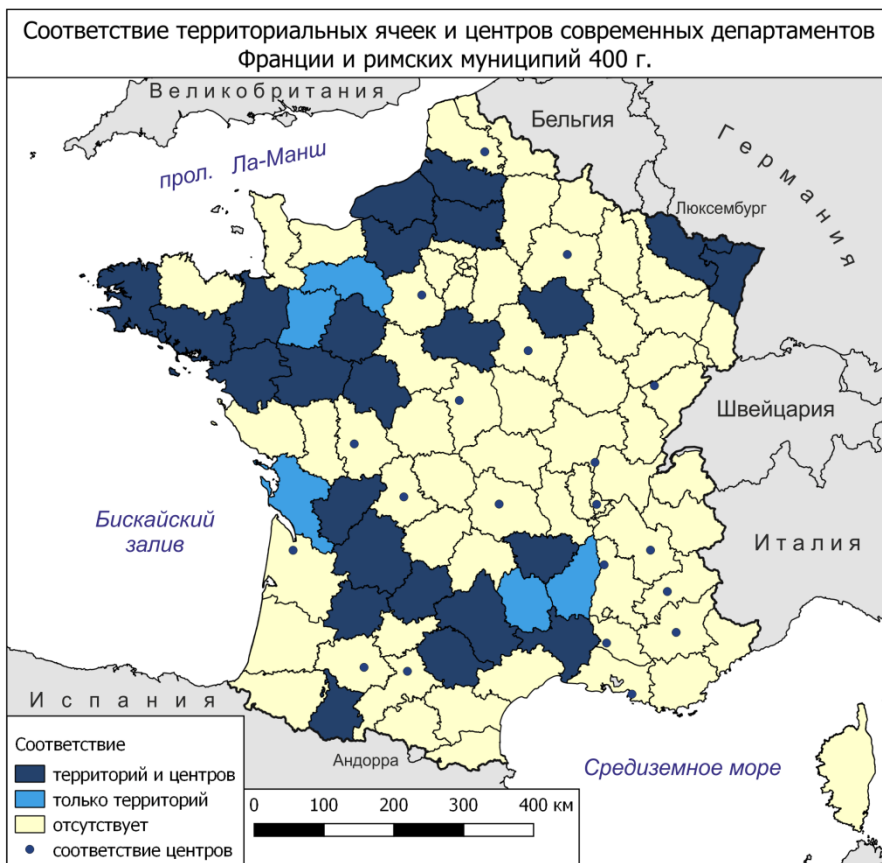 Соответствие территориальных ячеек и центров современных департаментов
Франции и римских муниципий 400 г.
Великобритания
Бельгия
Германия
прол. Ла-Манш
Люксембург
Швейцария
Бискайский
залив
Италия
Испания
Андорра
Средиземное море
Соответствие
территорий и центров
только территорий
отсутствует
соответствие центров
0 100 200 300 400 км